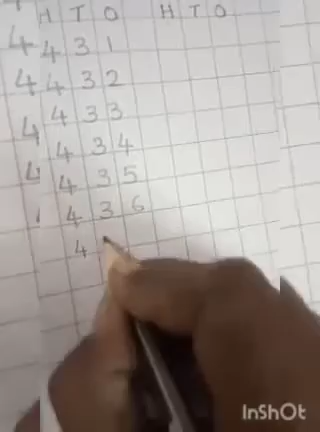 H T O H T O
4 4 3 1
4 4 3 2
4 4 3 3
4 4 3 4
4 4 3 5
4 3 6
4
InShOt